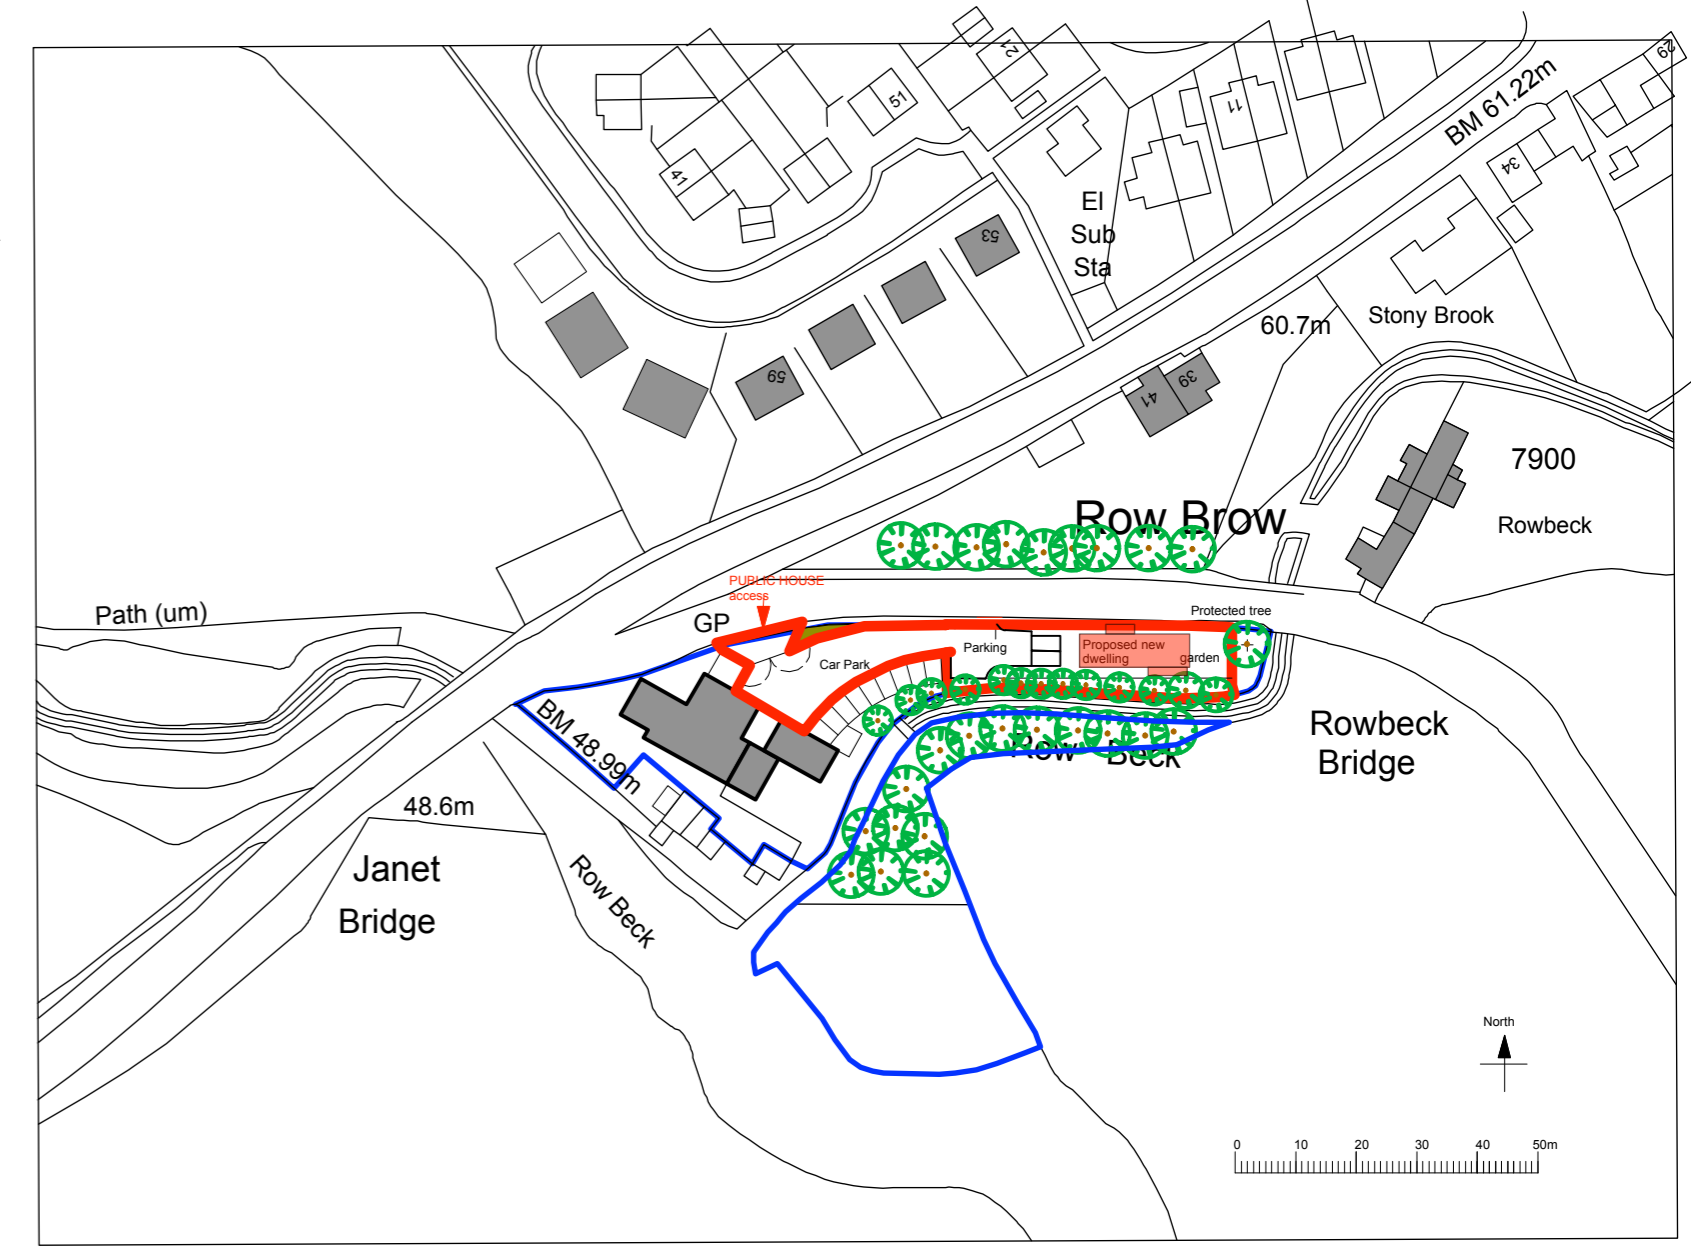 21
29
51
BM 61.22m
11
34
41
El
Sub
Sta
53
60.7m
Stony Brook
59
39
41
7900
Row Brow
Rowbeck
PUBLIC HOUSE
access
Path (um)
GP
Protected tree
Parking
Proposed new
dwelling
garden
Car Park
BM 48.99m
Rowbeck
Bridge
Row Beck
48.6m
Janet
Bridge
Row Beck
North
0 10 20 30 40 50m